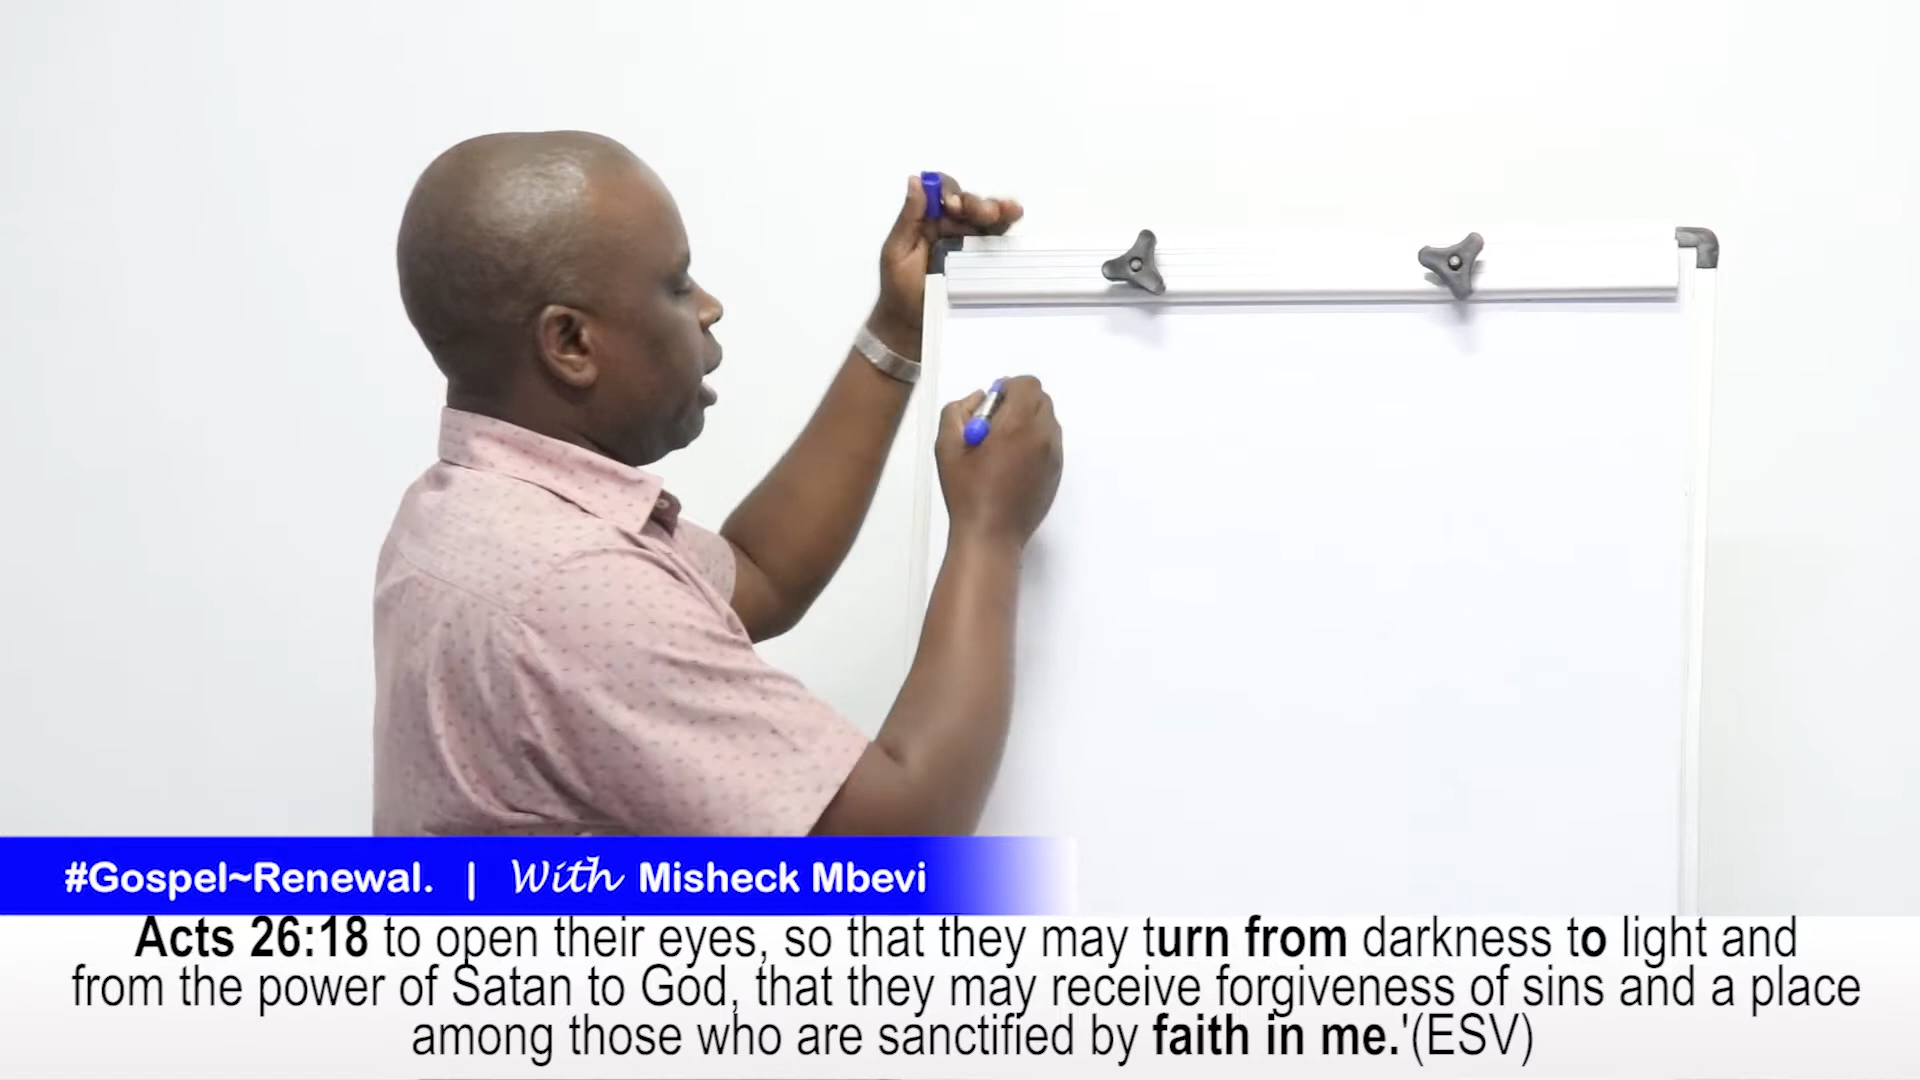 #Gospel~Renewal. | With Misheck Mbevi
Acts 26:18 to open their eyes, so that they may turn from darkness to light and
from the power of Satan to God, that they may receive forgiveness of sins and a place
among those who are sanctified by faith in me.'(ESV)